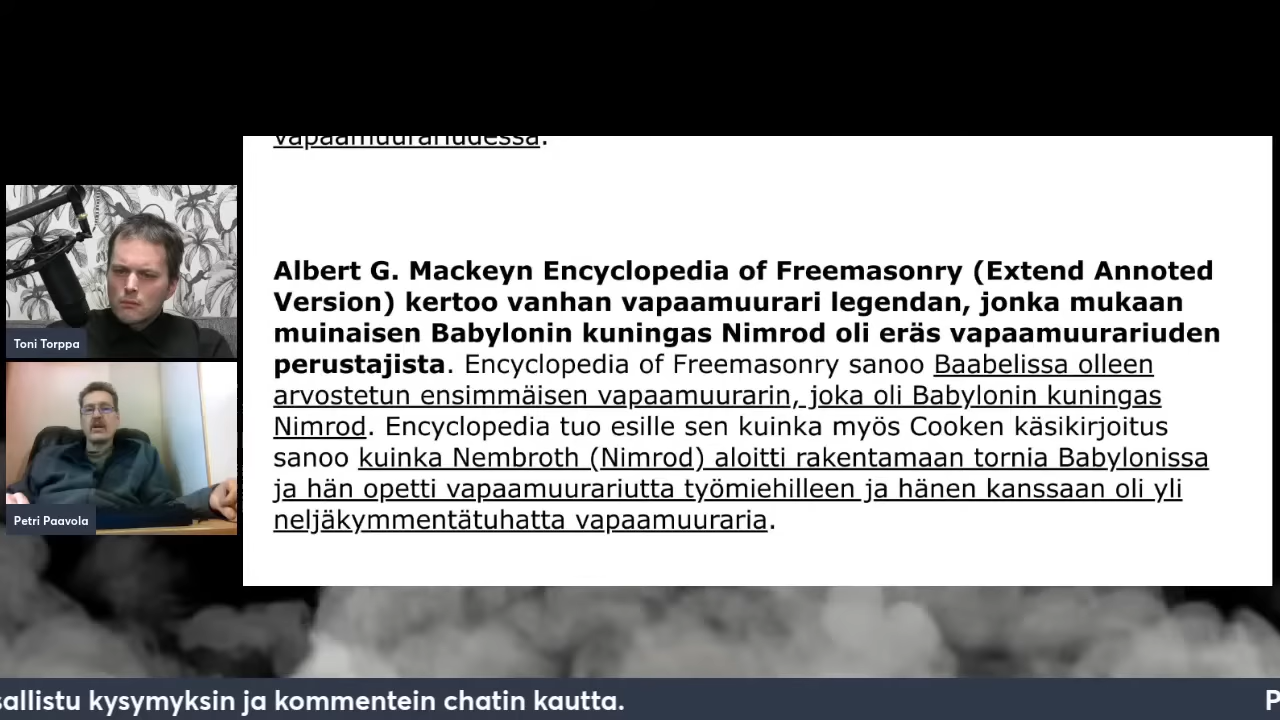 vapaamuurariudessa.
Albert G. Mackeyn Encyclopedia of Freemasonry (Extend Annoted
Version) kertoo vanhan vapaamuurari legendan, jonka mukaan
muinaisen Babylonin kuningas Nimrod oli eräs vapaamuurariuden
perustajista. Encyclopedia of Freemasonry sanoo Baabelissa olleen
arvostetun ensimmäisen vapaamuurarin, joka oli Babylonin kuningas
Nimrod. Encyclopedia tuo esille sen kuinka myös Cooken käsikirjoitus
sanoo kuinka Nembroth (Nimrod) aloitti rakentamaan tornia Babylonissa
ja hän opetti vapaamuurariutta työmiehilleen ja hänen kanssaan oli yli
neljäkymmentätuhatta vapaamuuraria.
Toni Torppa
Petri Paavola
sallistu kysymyksin ja kommentein chatin kautta.
P